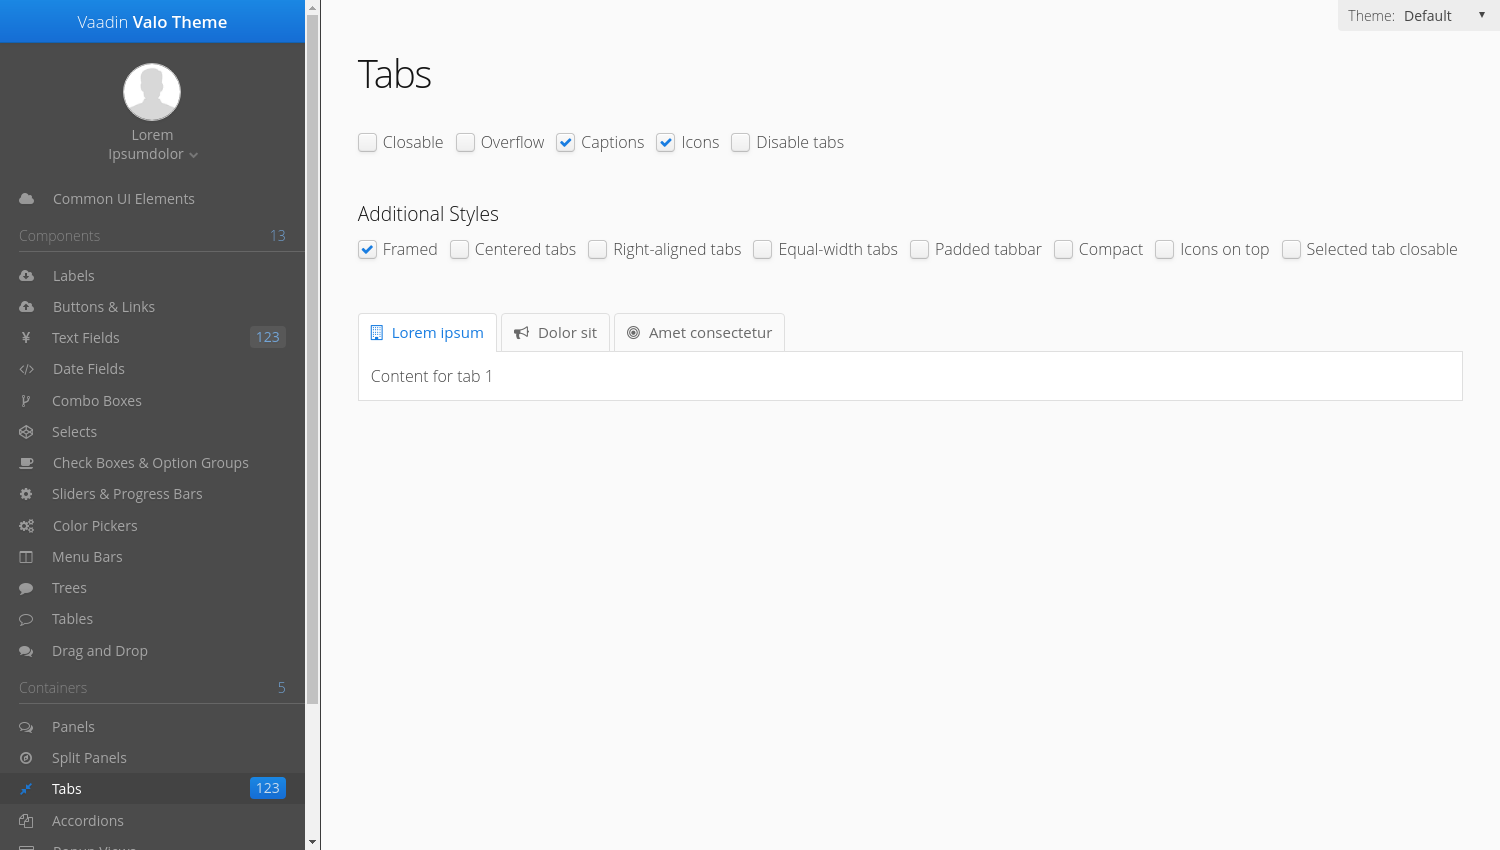 Vaadin Valo Theme
Lorem
Ipsumdolor
Common UI Elements
Components 13
Labels
Buttons & Links
Text Fields 123
Date Fields
Combo Boxes
Selects
Check Boxes & Option Groups
Sliders & Progress Bars
Color Pickers
Menu Bars
Trees
Tables
Drag and Drop
Containers 5
Panels
Split Panels
Tabs 123
Accordions
Popup Views
Theme: Default
Tabs
Closable Overflow Captions Icons Disable tabs
Additional Styles
Framed Centered tabs Right-aligned tabs Equal-width tabs Padded tabbar Compact Icons on top Selected tab closable
Lorem ipsum Dolor sit Amet consectetur
Content for tab 1